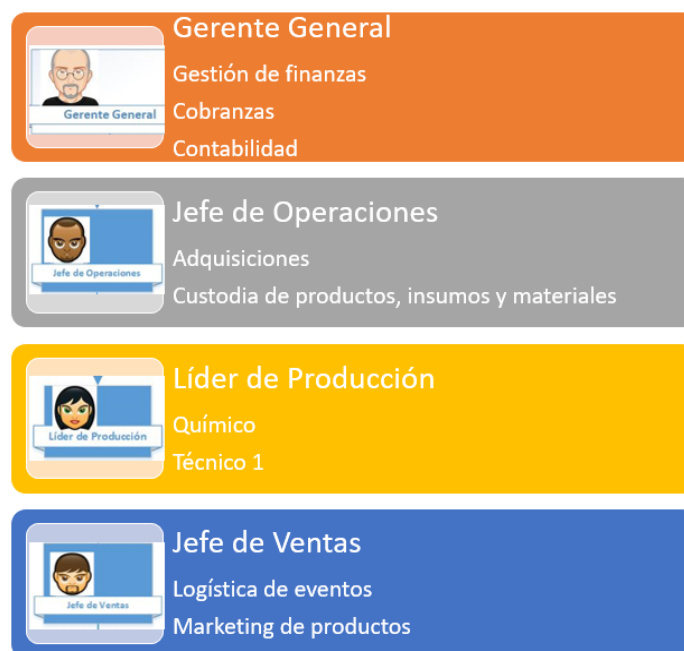 Gerente General
Gerente General
Gestión de finanzas
Cobranzas
Contabilidad
Jefe de Operaciones
Jefe de Operaciones
Adquisiciones
Custodia de productos, insumos y materiales
Líder de Producción
Líder de Producción
Químico
Técnico 1
Jefe de Ventas
Jefe de Ventas
Logística de eventos
Marketing de productos